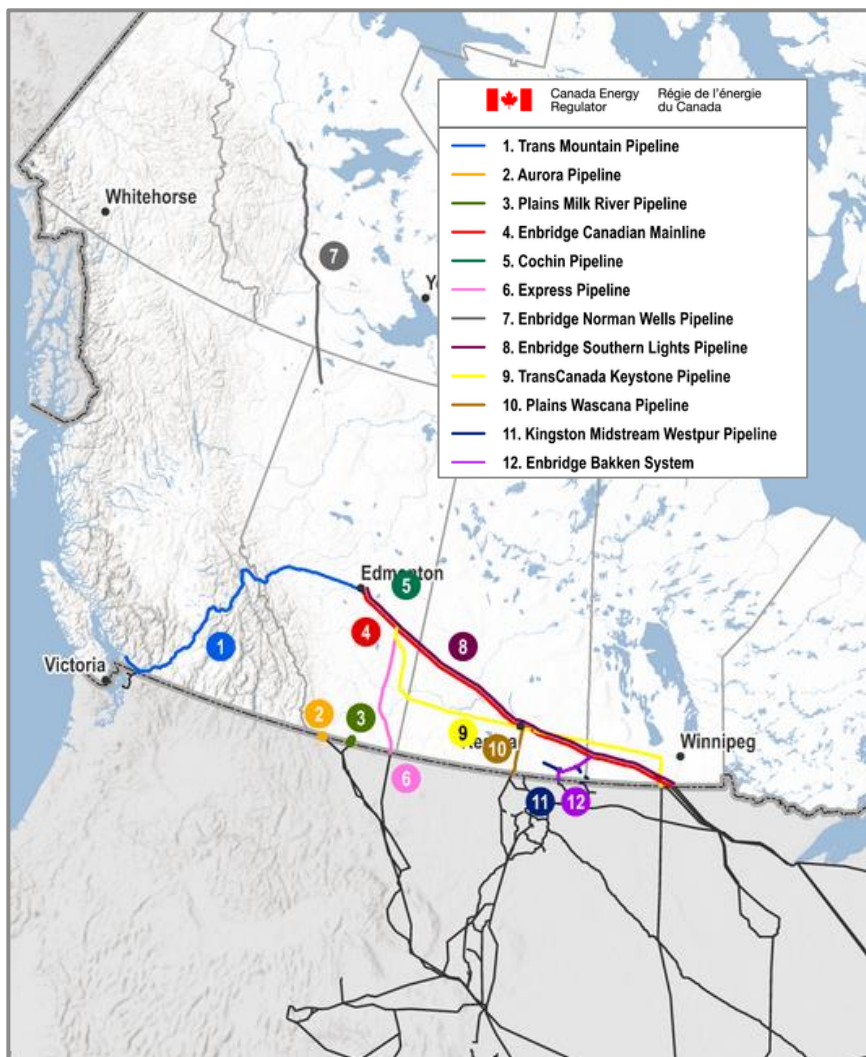 Canada Energy Regulator
Régie de l'énergie du Canada
1. Trans Mountain Pipeline
2. Aurora Pipeline
3. Plains Milk River Pipeline
4. Enbridge Canadian Mainline
5. Cochin Pipeline
6. Express Pipeline
7. Enbridge Norman Wells Pipeline
8. Enbridge Southern Lights Pipeline
9. TransCanada Keystone Pipeline
10. Plains Wascana Pipeline
11. Kingston Midstream Westpur Pipeline
12. Enbridge Bakken System
Whitehorse
7
Edmonton
5
4
8
1
Victoria
2
3
9
10
Winnipeg
6
11
12